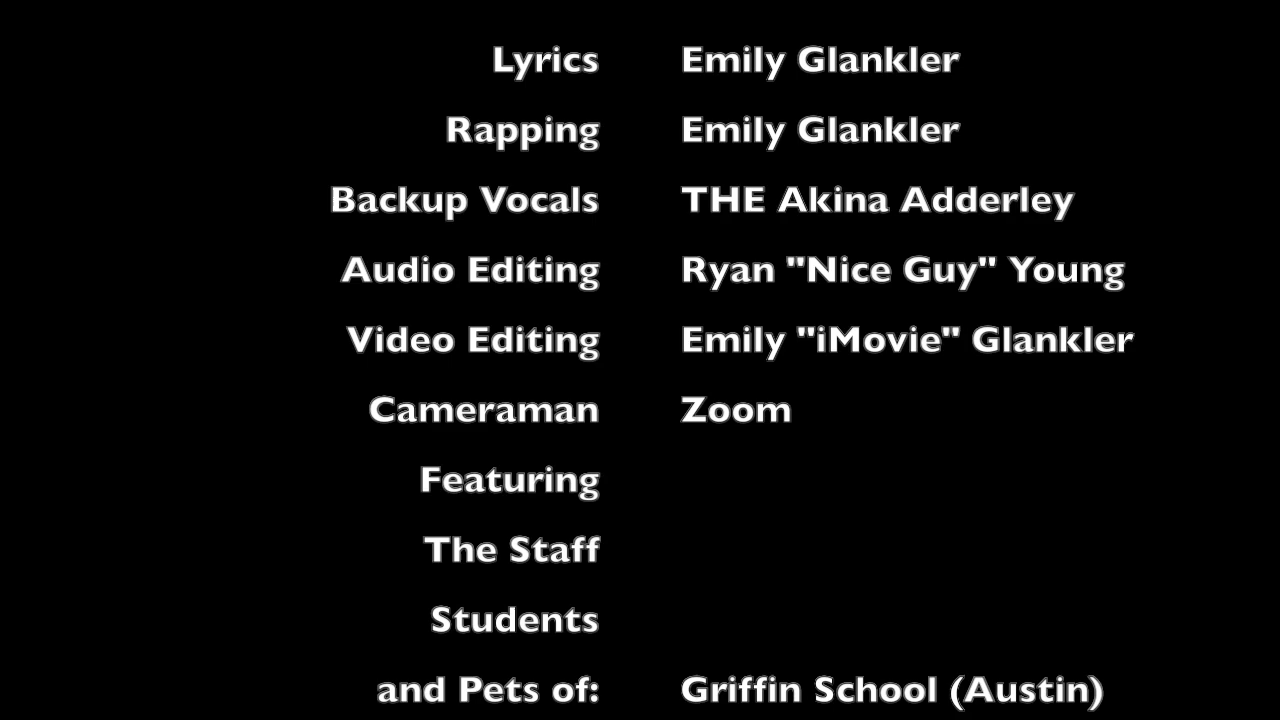 Lyrics Emily Glankler
Rapping Emily Glankler
Backup Vocals THE Akina Adderley
Audio Editing Ryan "Nice Guy" Young
Video Editing Emily "iMovie" Glankler
Cameraman Zoom
Featuring
The Staff
Students
and Pets of: Griffin School (Austin)